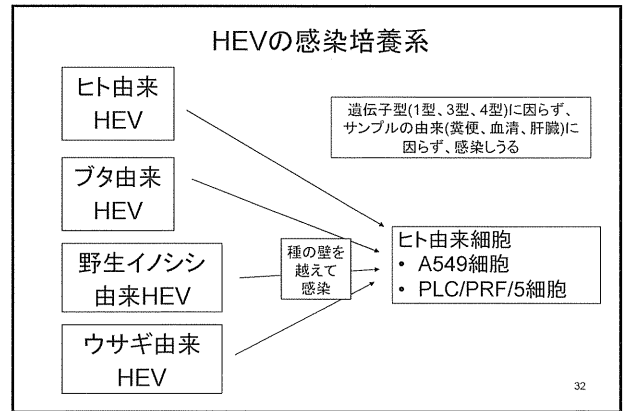 HEVの感染培養系
ヒト由来
HEV
遺伝子型(1型、3型、4型)に因らず、
サンプルの由来(糞便、血清、肝臓)に
因らず、感染しうる
ブタ由来
HEV
野生イノシシ
由来HEV
種の壁を
越えて
感染
ヒト由来細胞
• A549細胞
• PLC/PRF/5細胞
ウサギ由来
HEV
32